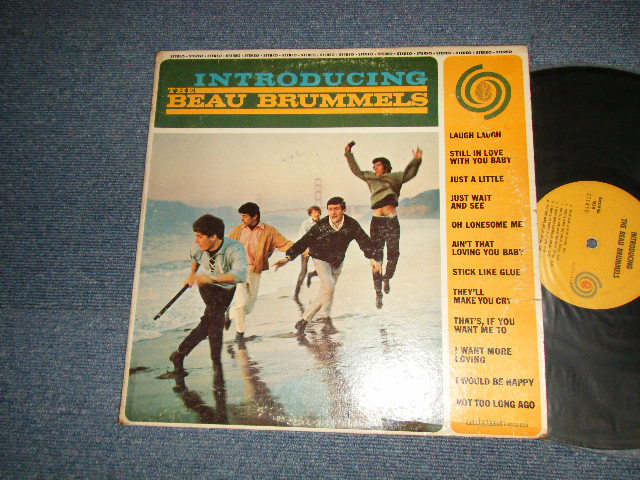 STEREO • STEREO • STEREO • STEREO • STEREO • STEREO • STEREO • STEREO • STEREO • STEREO • STEREO • STEREO • STEREO • STEREO • STEREO • STEREO • STEREO • STEREO
INTRODUCING
THE
BEAU BRUMMELS
LAUGH LAUGH
STILL IN LOVE
WITH YOU BABY
JUST A LITTLE
JUST WAIT
AND SEE
OH LONESOME ME
AIN'T THAT
LOVING YOU BABY
STICK LIKE GLUE
THEY'LL
MAKE YOU CRY
THAT'S, IF YOU
WANT ME TO
I WANT MORE
LOVING
I WOULD BE HAPPY
NOT TOO LONG AGO
INTRODUCING
THE BEAU BRUMMELS